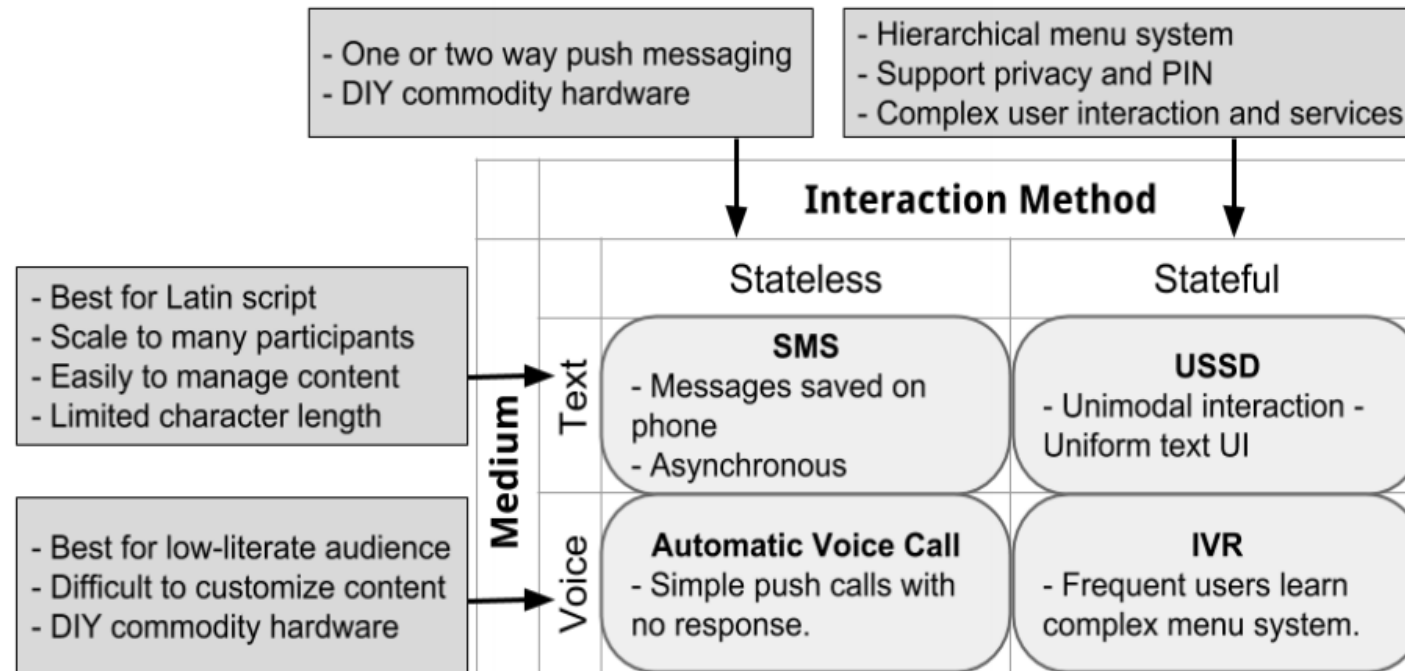 - One or two way push messaging
- DIY commodity hardware
- Hierarchical menu system
- Support privacy and PIN
- Complex user interaction and services
Interaction Method
Stateless
Stateful
- Best for Latin script
- Scale to many participants
- Easily to manage content
- Limited character length
Medium
Text
SMS
- Messages saved on
phone
- Asynchronous
USSD
- Unimodal interaction -
Uniform text UI
- Best for low-literate audience
- Difficult to customize content
- DIY commodity hardware
Voice
Automatic Voice Call
- Simple push calls with
no response.
IVR
- Frequent users learn
complex menu system.